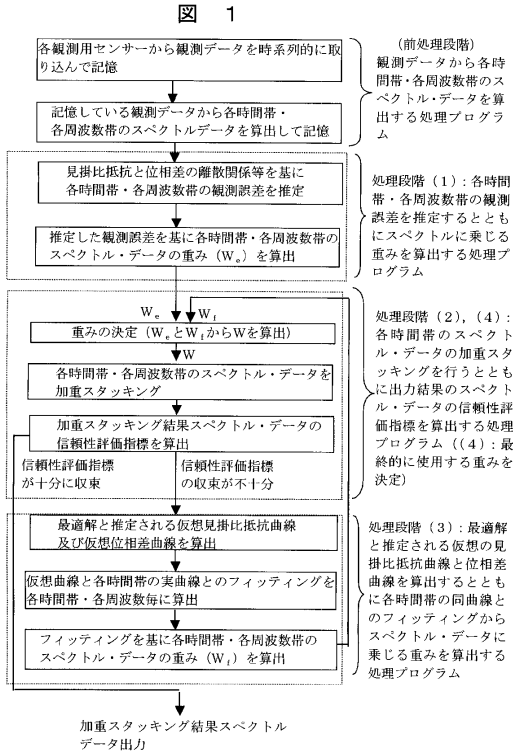 図 1
各観測用センサーから観測データを時系列的に取
り込んで記憶
記憶している観測データから各時間帯・
各周波数帯のスペクトルデータを算出して記憶
(前処理段階)
観測データから各時
間帯・各周波数帯のス
ペクトル・データを算
出する処理プログラ
ム
見掛比抵抗と位相差の離散関係等を基に
各時間帯・各周波数帯の観測誤差を推定
推定した観測誤差を基に各時間帯・各周波数帯の
スペクトル・データの重み(We)を算出
処理段階(1):各時間
帯・各周波数帯の観測
誤差を推定するととも
にスペクトルに乗じる
重みを算出する処理プ
ログラム
We Wf
重みの決定(WeとWfからWを算出)
W
各時間帯・各周波数帯のスペクトル・データを
加重スタッキング
加重スタッキング結果スペクトル・データの
信頼性評価指標を算出
信頼性評価指標
が十分に収束
信頼性評価指標
の収束が不十分
処理段階(2),(4):
各時間帯のスペクト
ル・データの加重スタ
ッキングを行うととも
に出力結果のスペクト
ル・データの信頼性評
価指標を算出する処理
プログラム((4):最
終的に使用する重みを
決定)
最適解と推定される仮想見掛比抵抗曲線
及び仮想位相差曲線を算出
仮想曲線と各時間帯の実曲線とのフィッティングを
各時間帯・各周波数毎に算出
フィッティングを基に各時間帯・各周波数帯の
スペクトル・データの重み(Wf)を算出
処理段階(3):最適解
と推定される仮想の見
掛比抵抗曲線と位相差
曲線を算出するととも
に各時間帯の同曲線と
のフィッティングから
スペクトル・データに
乗じる重みを算出する
処理プログラム
加重スタッキング結果スペクトル
データ出力